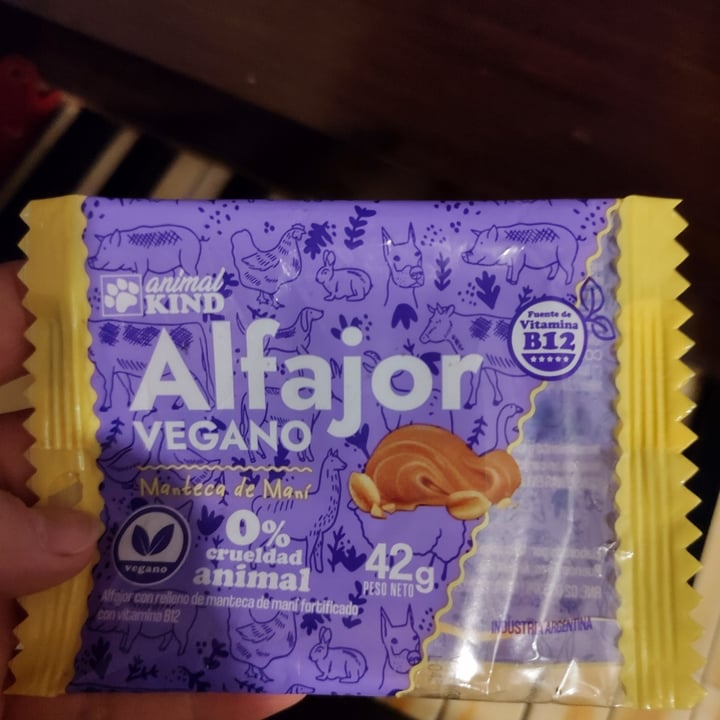 animal
KIND
Alfajor
VEGANO
Manteca de Maní
Fuente de
Vitamina
B12
vegano
0%
crueldad
animal
42g
PESO NETO
Alfajor con relleno de manteca de maní fortificado
con vitamina B12
INDUSTRIA ARGENTINA